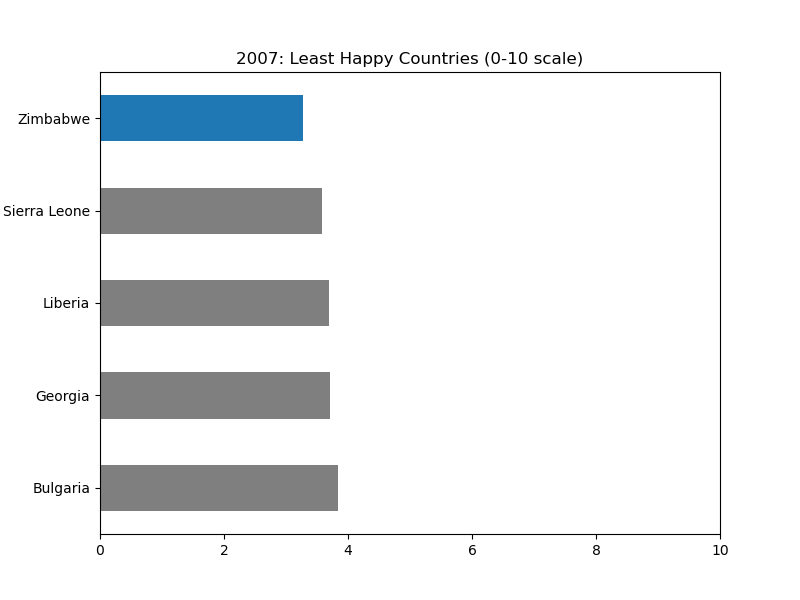 2007: Least Happy Countries (0-10 scale)
Zimbabwe
Sierra Leone
Liberia
Georgia
Bulgaria
0 2 4 6 8 10